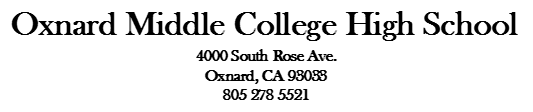 Oxnard Middle College High School
4000 South Rose Ave.
Oxnard, CA 93033
805 278 5521